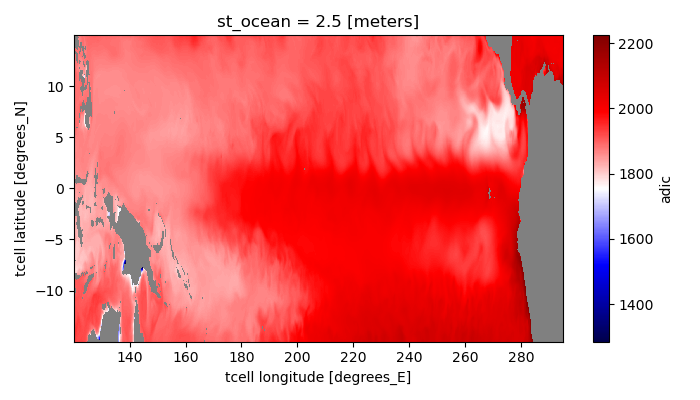 st_ocean = 2.5 [meters]
tcell latitude [degrees_N]
10
5
0
−5
−10
140 160 180 200 220 240 260 280
tcell longitude [degrees_E]
2200
2000
1800
1600
1400
adic